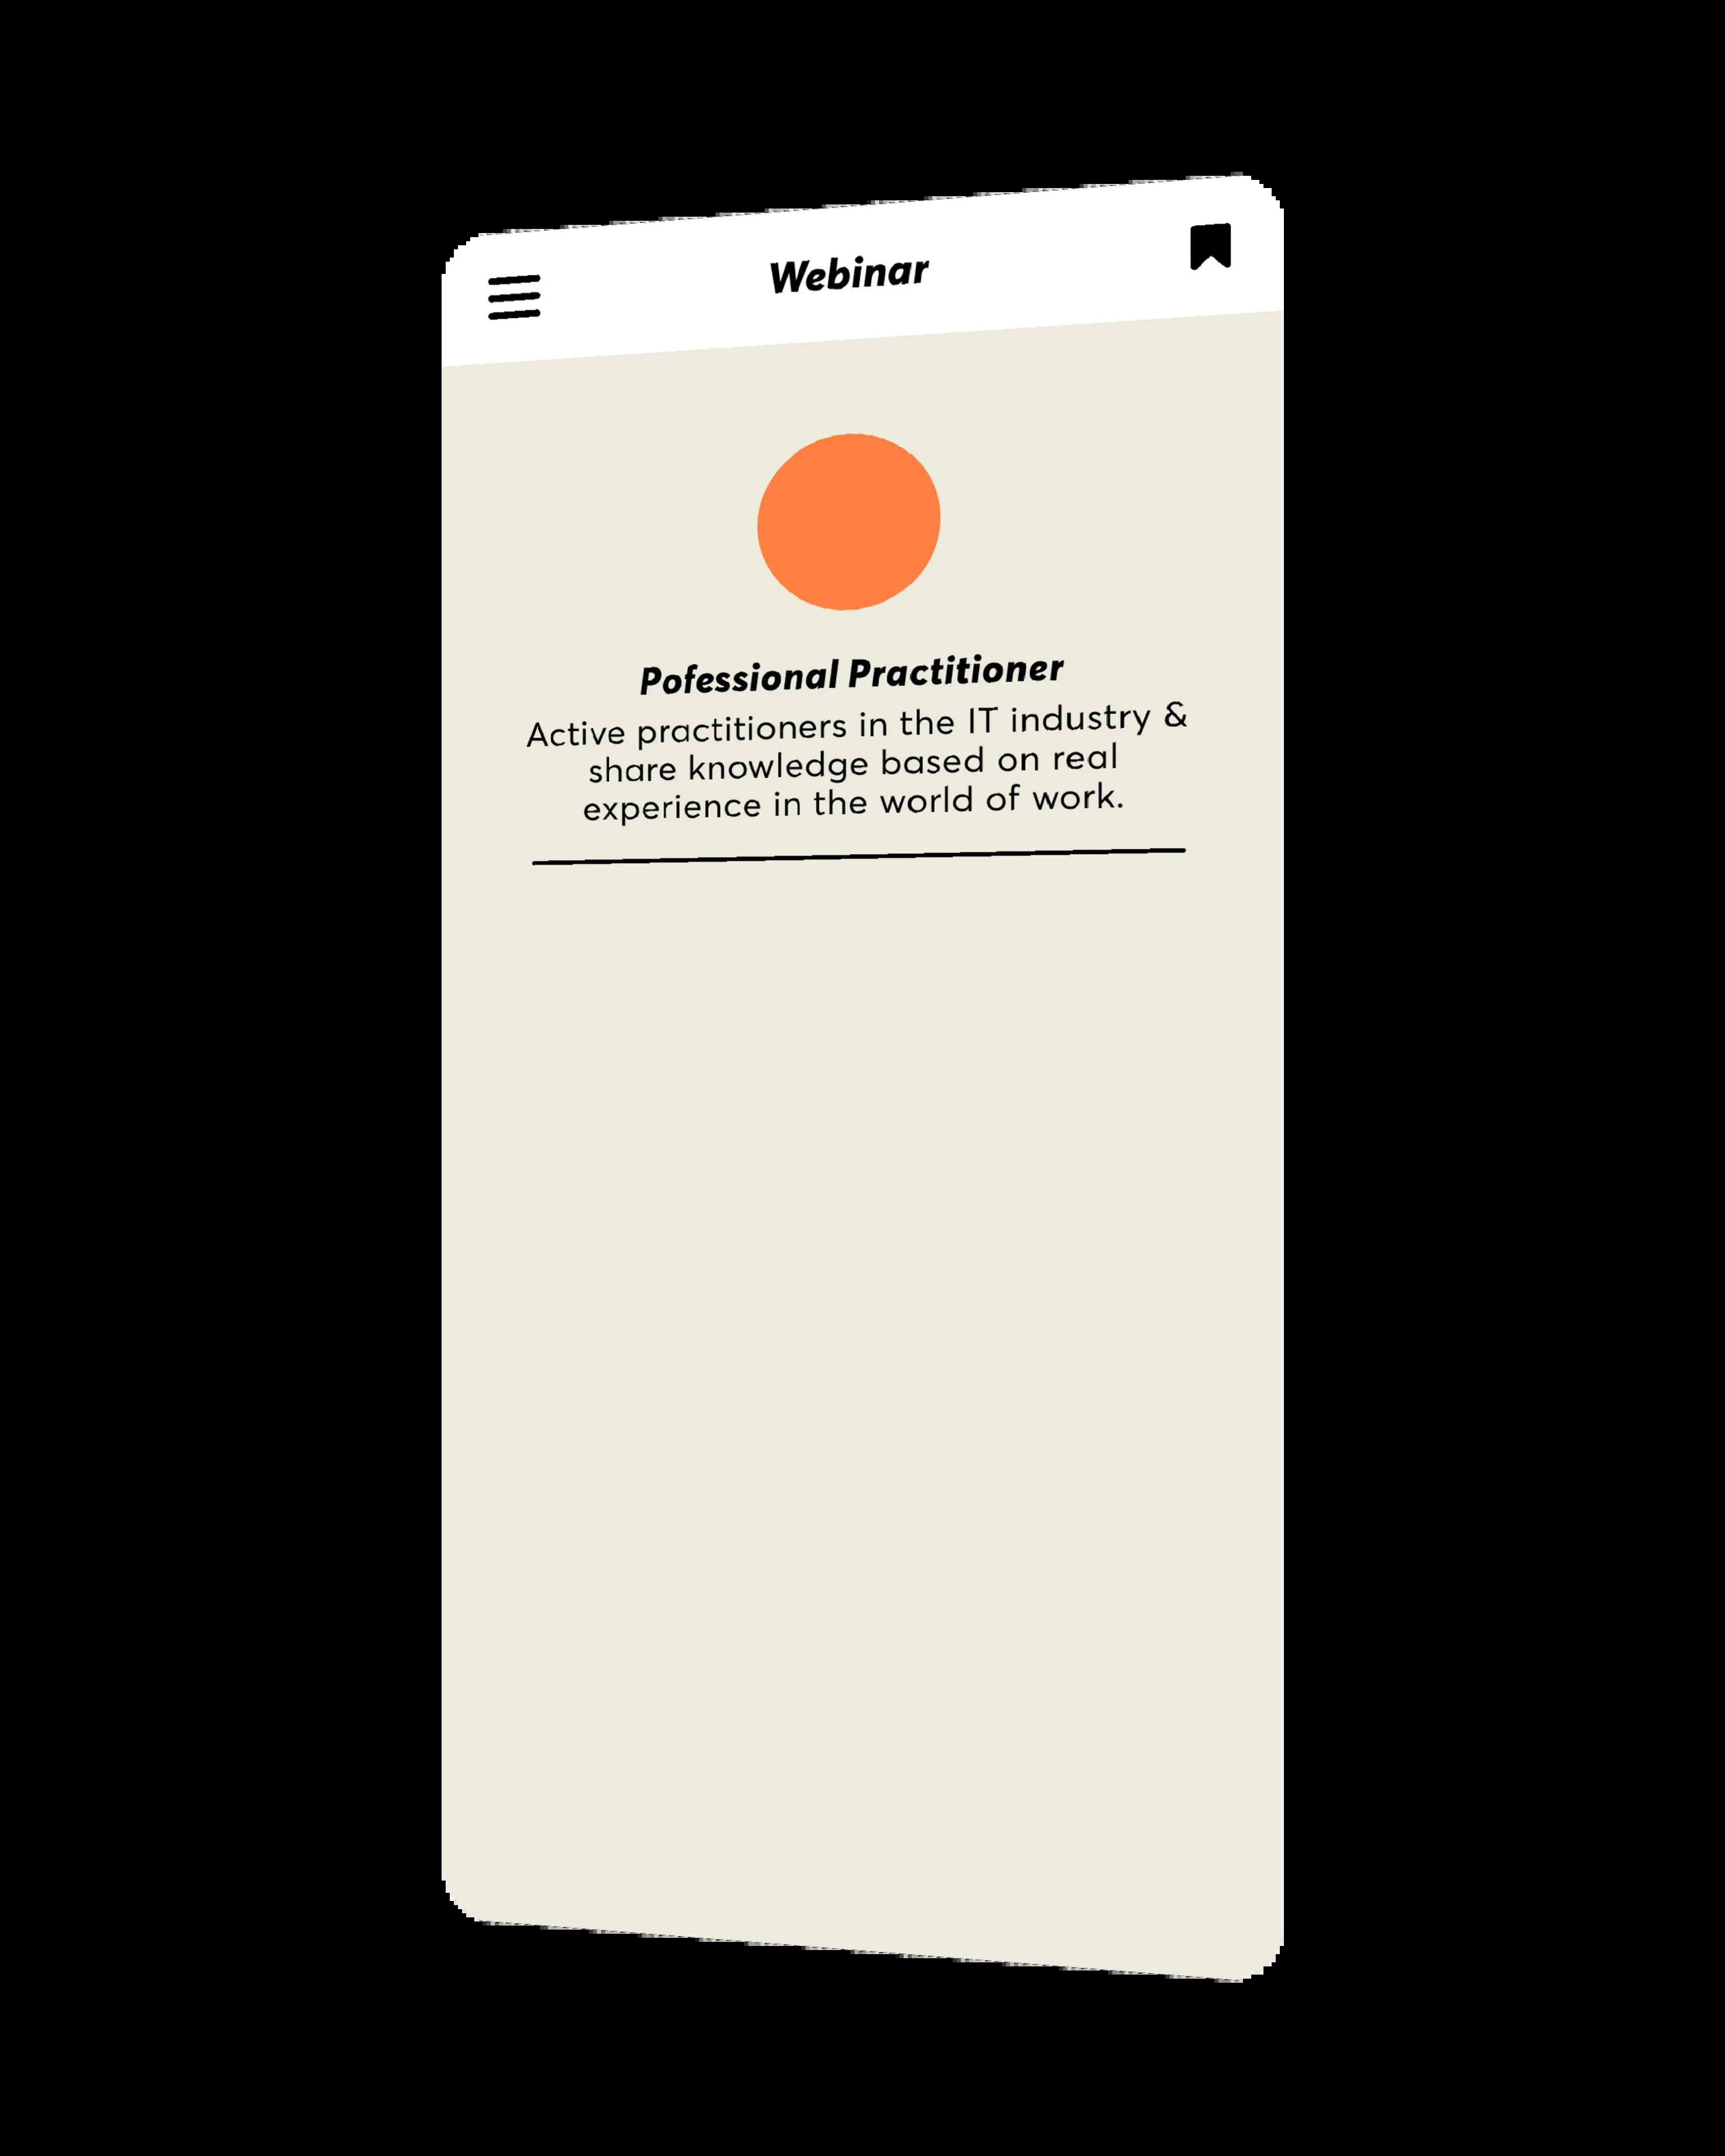 Webinar
Pofessional Practitioner
Active practitioners in the IT industry &
share knowledge based on real
experience in the world of work.